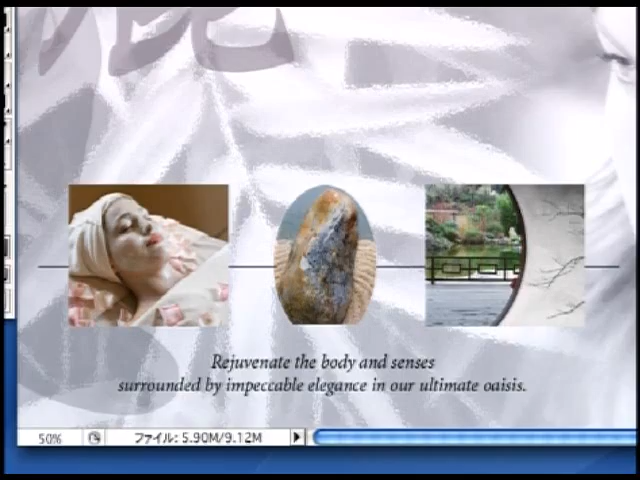 Rejuvenate the body and senses
surrounded by impeccable elegance in our ultimate oaisis.
50% ファイル: 5.90M/9.12M